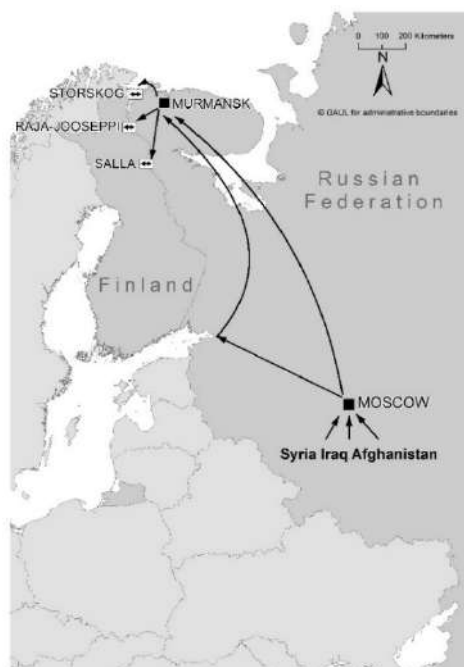 0 100 200 Kilometers
N
© GAUL for administrative boundaries
STORSKOG
MURMANSK
RAJA-JOOSEPPI
SALLA
Russian
Federation
Finland
MOSCOW
Syria Iraq Afghanistan